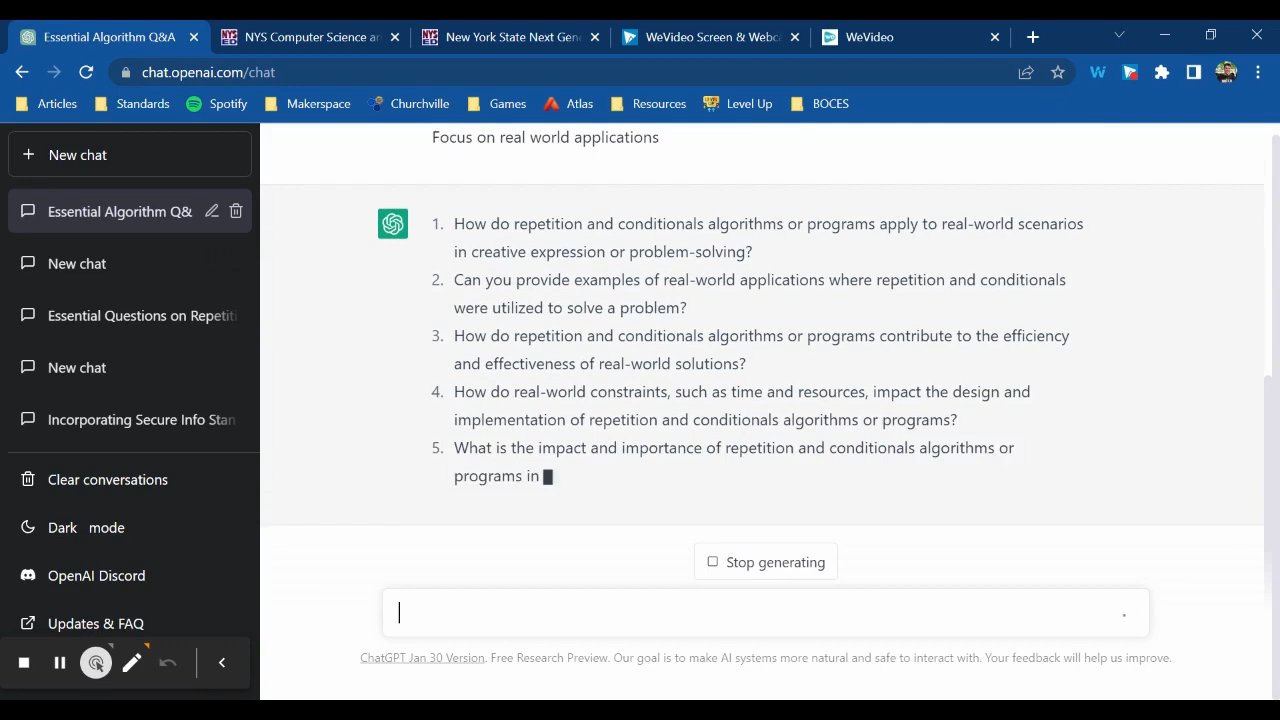 Essential Algorithm Q&A
NYS Computer Science an
New York State Next Gen
WeVideo Screen & Webc
WeVideo
chat.openai.com/chat
W
Articles
Standards
Spotify
Makerspace
Churchville
Games
Atlas
Resources
Level Up
BOCES
New chat
Essential Algorithm Q&
New chat
Essential Questions on Repetiti
New chat
Incorporating Secure Info Stan
Clear conversations
Dark mode
OpenAI Discord
Updates & FAQ
Focus on real world applications
1. How do repetition and conditionals algorithms or programs apply to real-world scenarios
in creative expression or problem-solving?
2. Can you provide examples of real-world applications where repetition and conditionals
were utilized to solve a problem?
3. How do repetition and conditionals algorithms or programs contribute to the efficiency
and effectiveness of real-world solutions?
4. How do real-world constraints, such as time and resources, impact the design and
implementation of repetition and conditionals algorithms or programs?
5. What is the impact and importance of repetition and conditionals algorithms or
programs in
Stop generating
ChatGPT Jan 30 Version. Free Research Preview. Our goal is to make AI systems more natural and safe to interact with. Your feedback will help us improve.